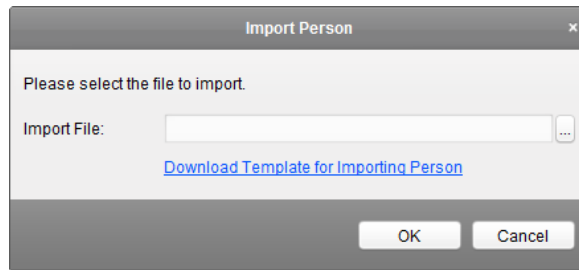 Import Person
×
Please select the file to import.
Import File:
...
Download Template for Importing Person
OK Cancel